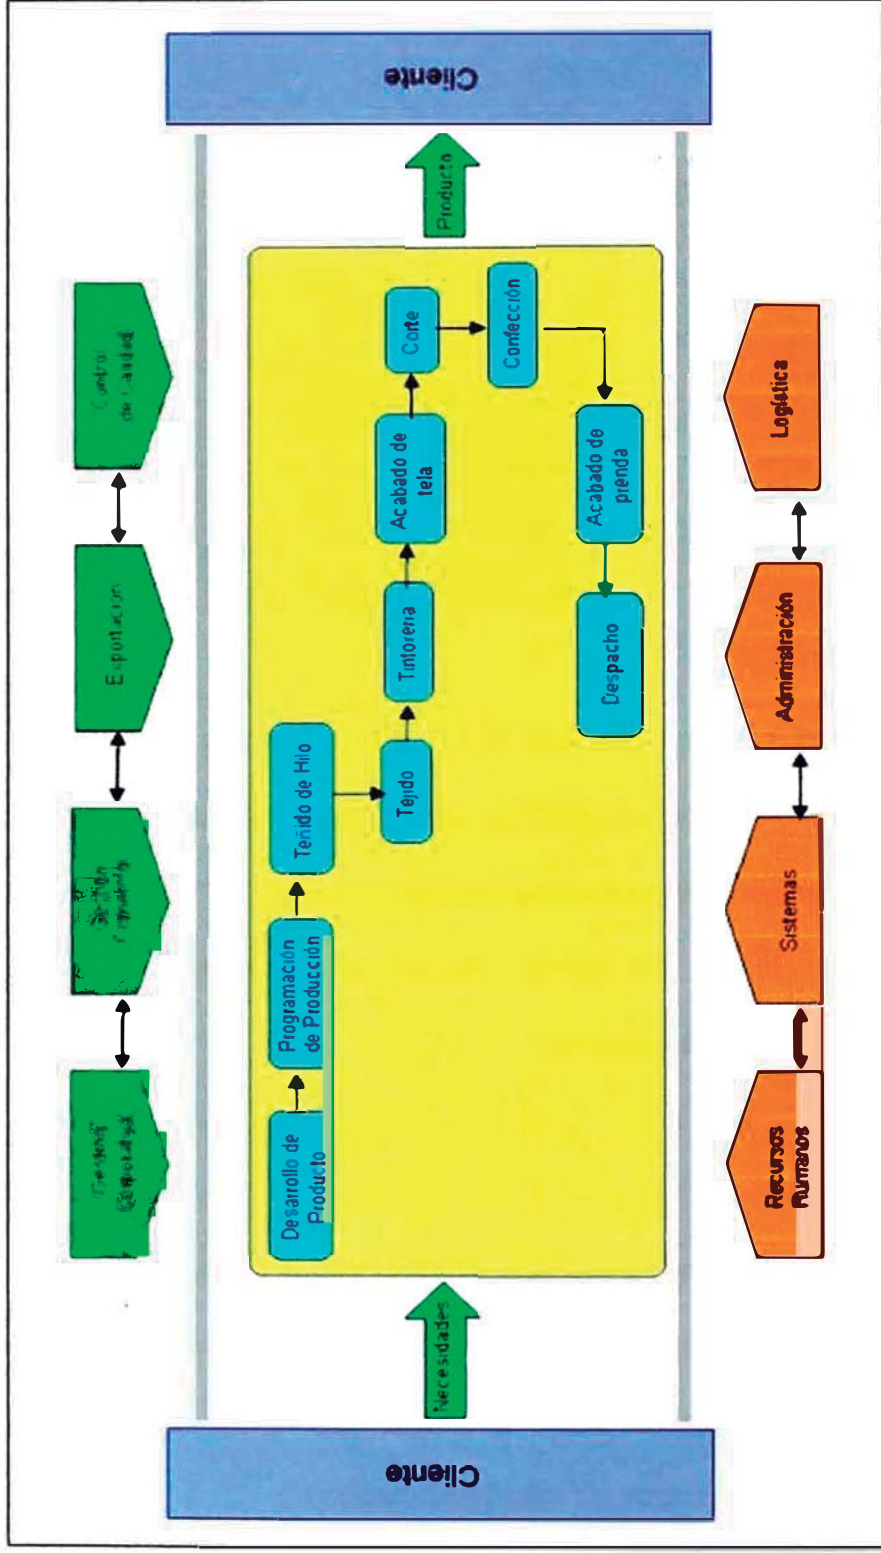 Exportación
Control
de Calidad
Cliente
Necesidades
Desarrollo de
Producto
Programación
de Producción
Teñido de Hilo
Tejido
Tintorería
Acabado de
tela
Corte
Confección
Acabado de
prenda
Despacho
Producto
Cliente
Recursos
Humanos
Sistemas
Administración
Logística